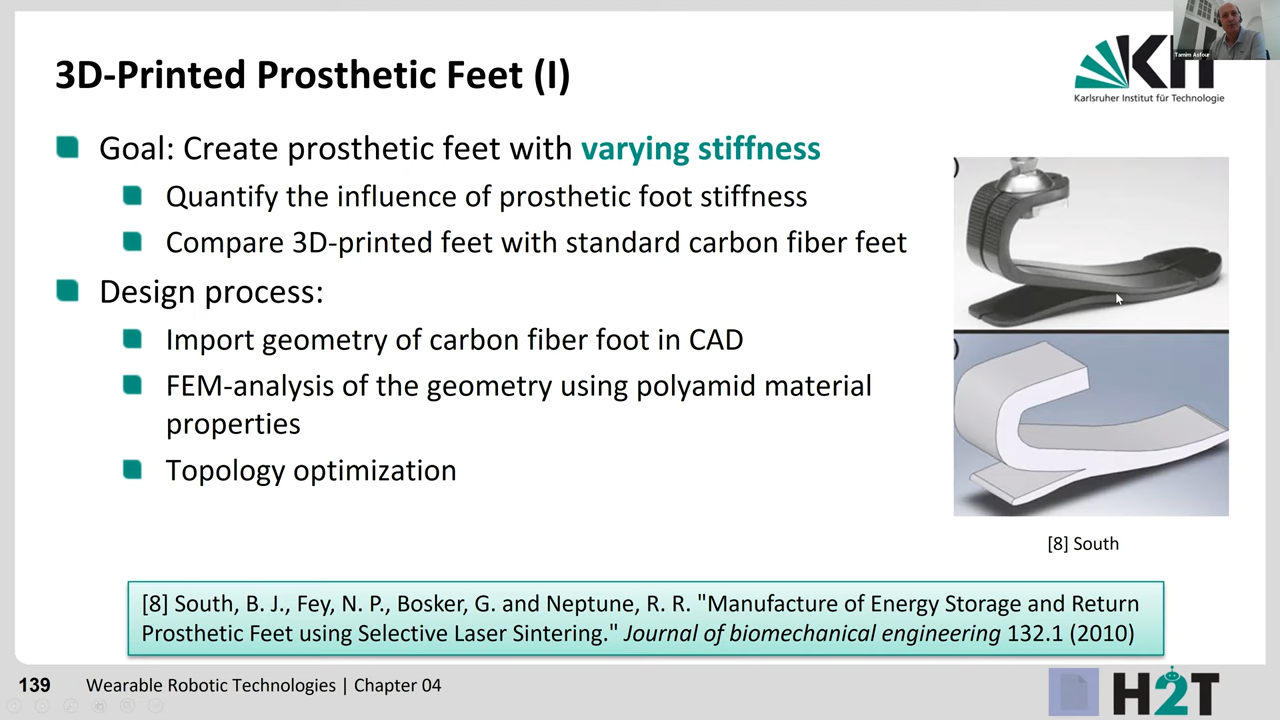 Tamim Asfour
3D-Printed Prosthetic Feet (I)
KIT
Karlsruher Institut für Technologie
Goal: Create prosthetic feet with varying stiffness
Quantify the influence of prosthetic foot stiffness
Compare 3D-printed feet with standard carbon fiber feet
Design process:
Import geometry of carbon fiber foot in CAD
FEM-analysis of the geometry using polyamid material
properties
Topology optimization
)
)
[8] South
[8] South, B. J., Fey, N. P., Bosker, G. and Neptune, R. R. "Manufacture of Energy Storage and Return
Prosthetic Feet using Selective Laser Sintering." Journal of biomechanical engineering 132.1 (2010)
139 Wearable Robotic Technologies | Chapter 04
H2T